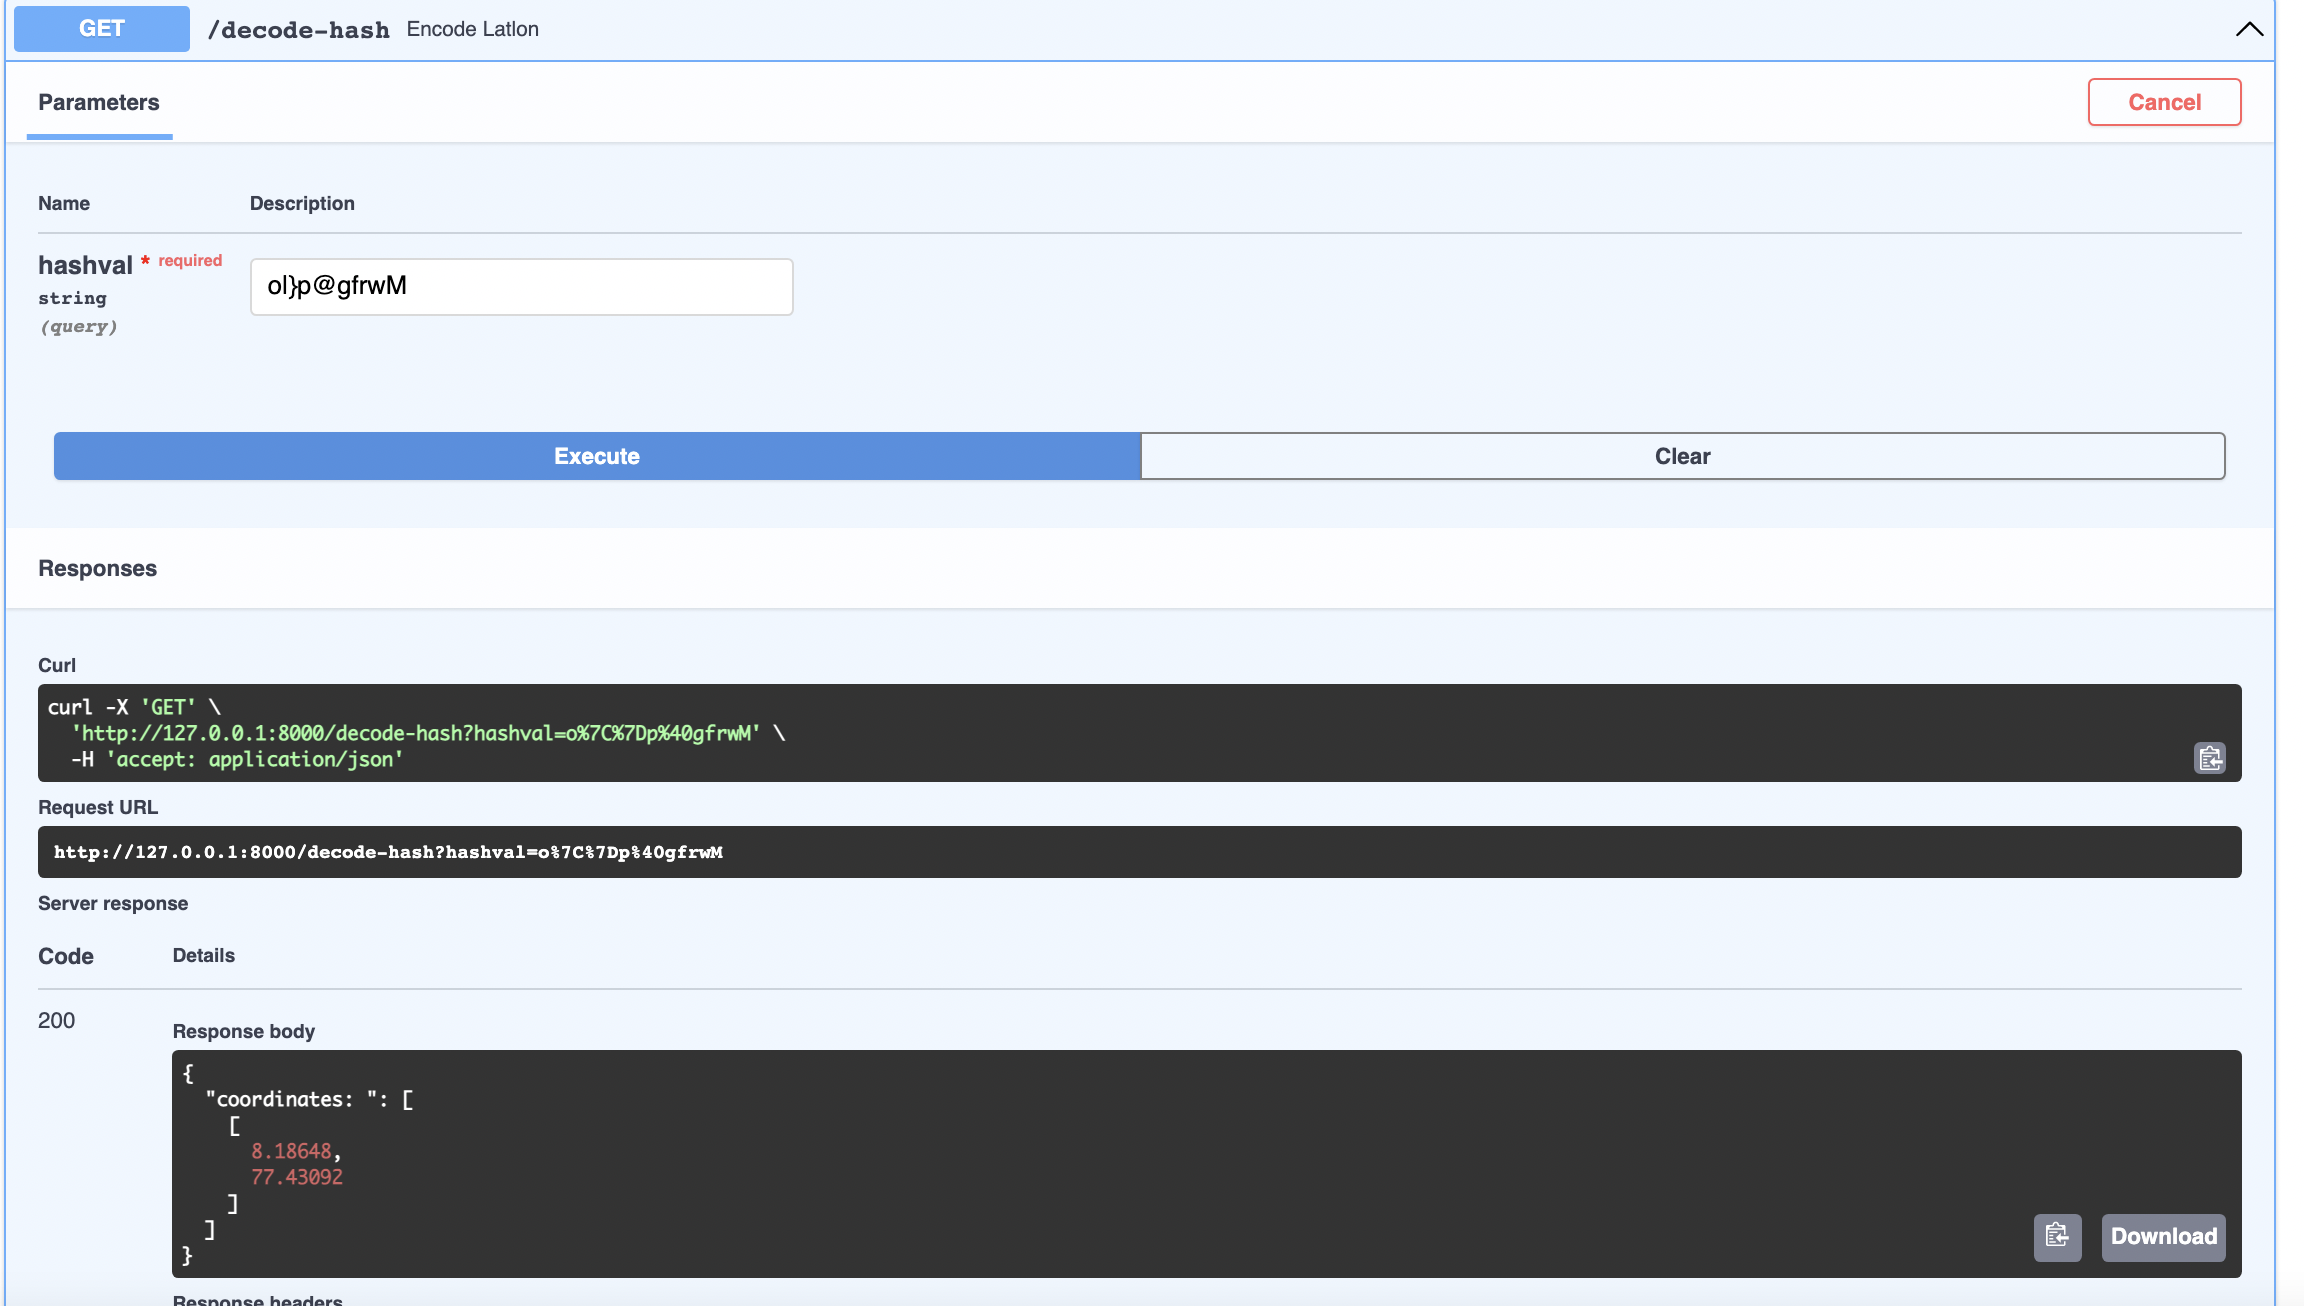 GET /decode-hash Encode Latlon
Parameters
Cancel
Name Description
hashval * required
string
(query)
o|}p@gfrwM
Execute
Clear
Responses
Curl
curl -X 'GET' \
'http://127.0.0.1:8000/decode-hash?hashval=o%7C%7Dp%40gfrwM' \
-H 'accept: application/json'
Request URL
http://127.0.0.1:8000/decode-hash?hashval=o%7C%7Dp%40gfrwM
Server response
Code Details
200
Response body
{
"coordinates: ": [
[
8.18648,
77.43092
]
]
}
Download
Response headers